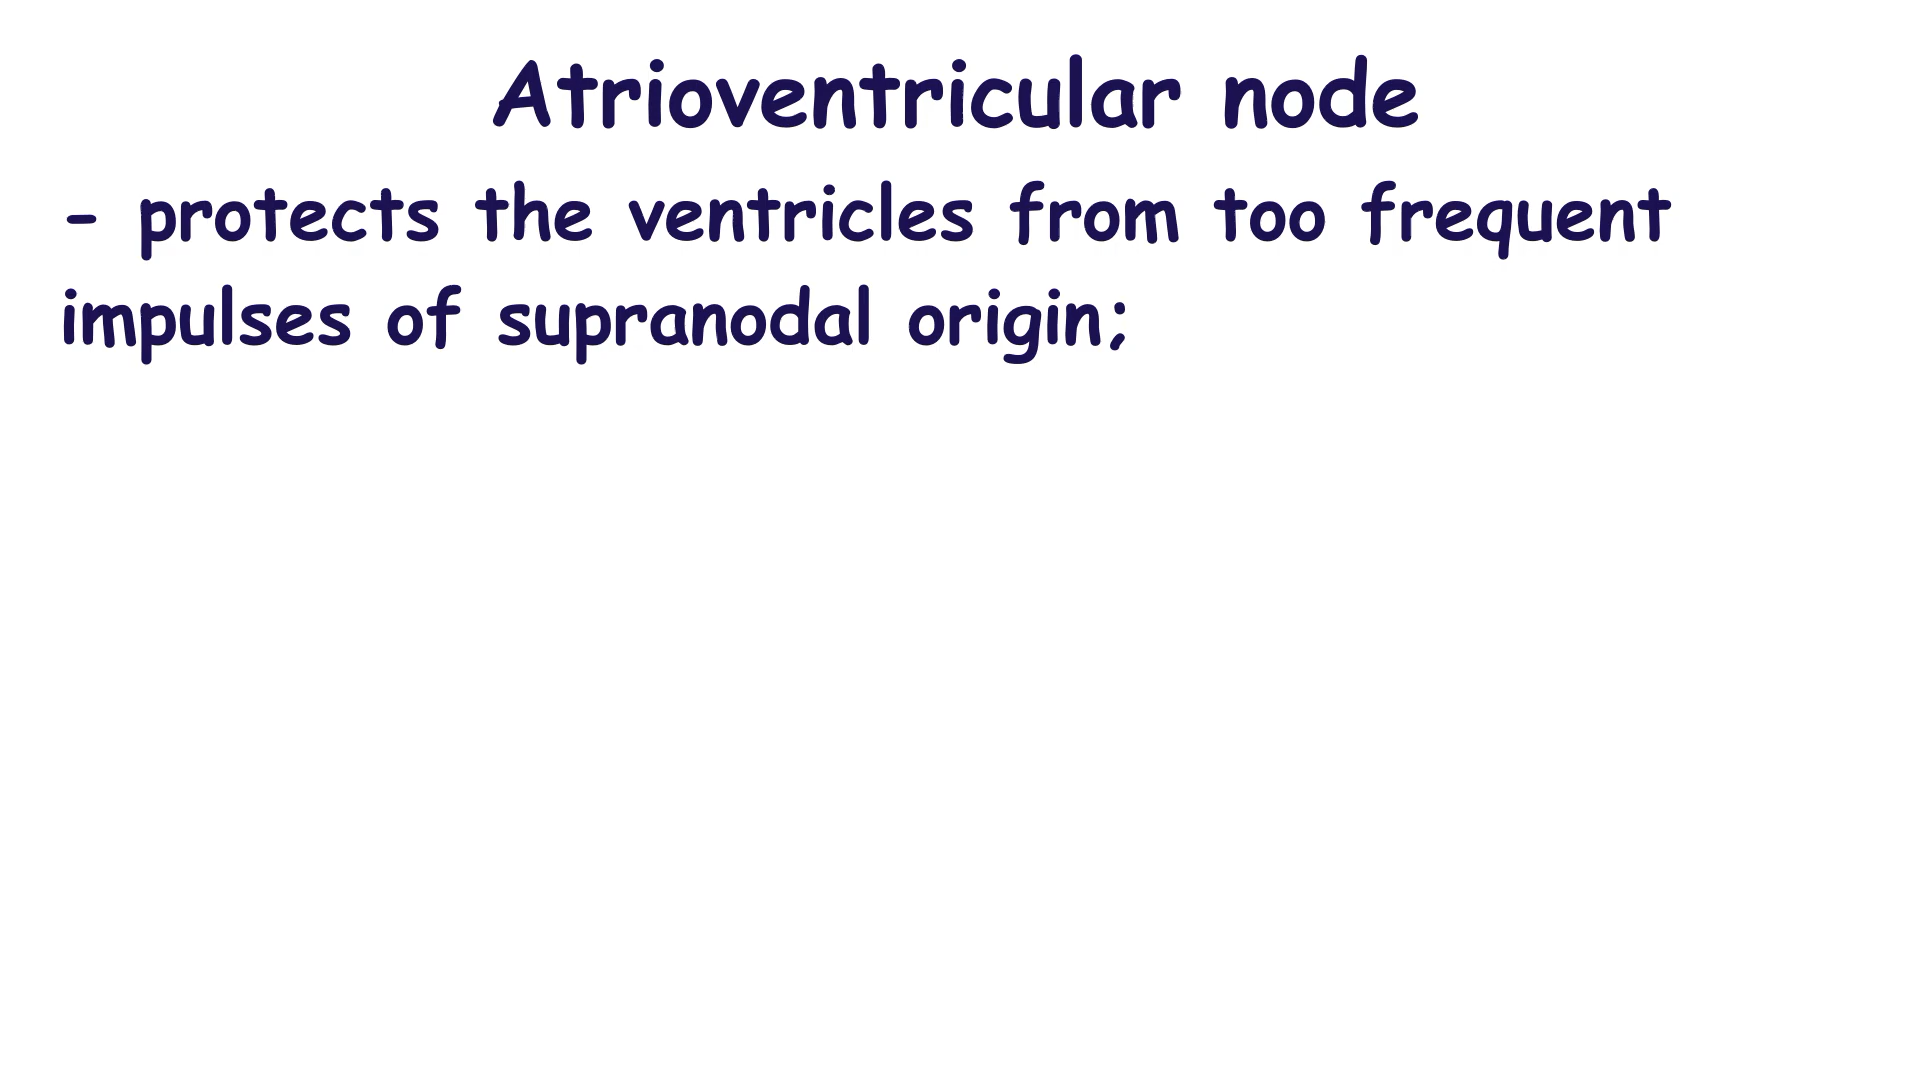 Atrioventricular node
- protects the ventricles from too frequent
impulses of supranodal origin;